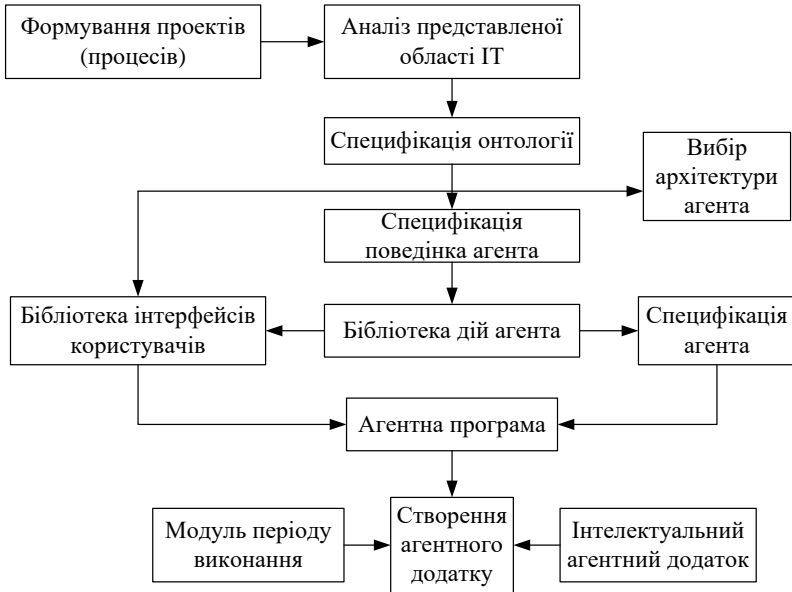 Формування проектів
(процесів)
Аналіз представленої
області ІТ
Специфікація онтології
Вибір
архітектури
агента
Специфікація
поведінка агента
Бібліотека інтерфейсів
користувачів
Бібліотека дій агента
Специфікація
агента
Агентна програма
Модуль періоду
виконання
Створення
агентного
додатку
Інтелектуальний
агентний додаток